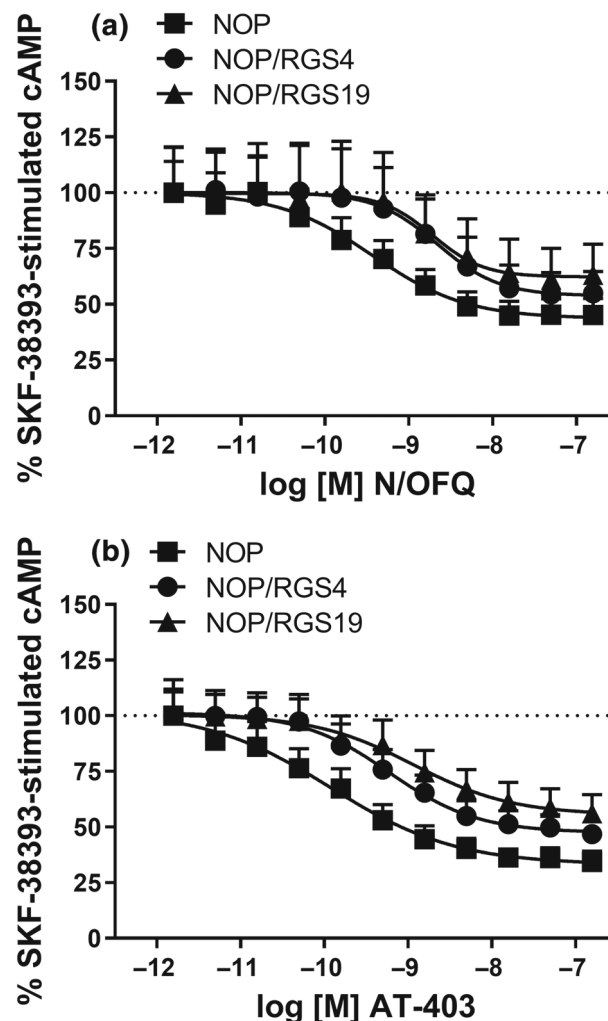 (a)
NOP
NOP/RGS4
NOP/RGS19
% SKF-38393-stimulated cAMP
150
125
100
75
50
25
0
–12 –11 –10 –9 –8 –7
log [M] N/OFQ
(b)
NOP
NOP/RGS4
NOP/RGS19
% SKF-38393-stimulated cAMP
150
125
100
75
50
25
0
–12 –11 –10 –9 –8 –7
log [M] AT-403